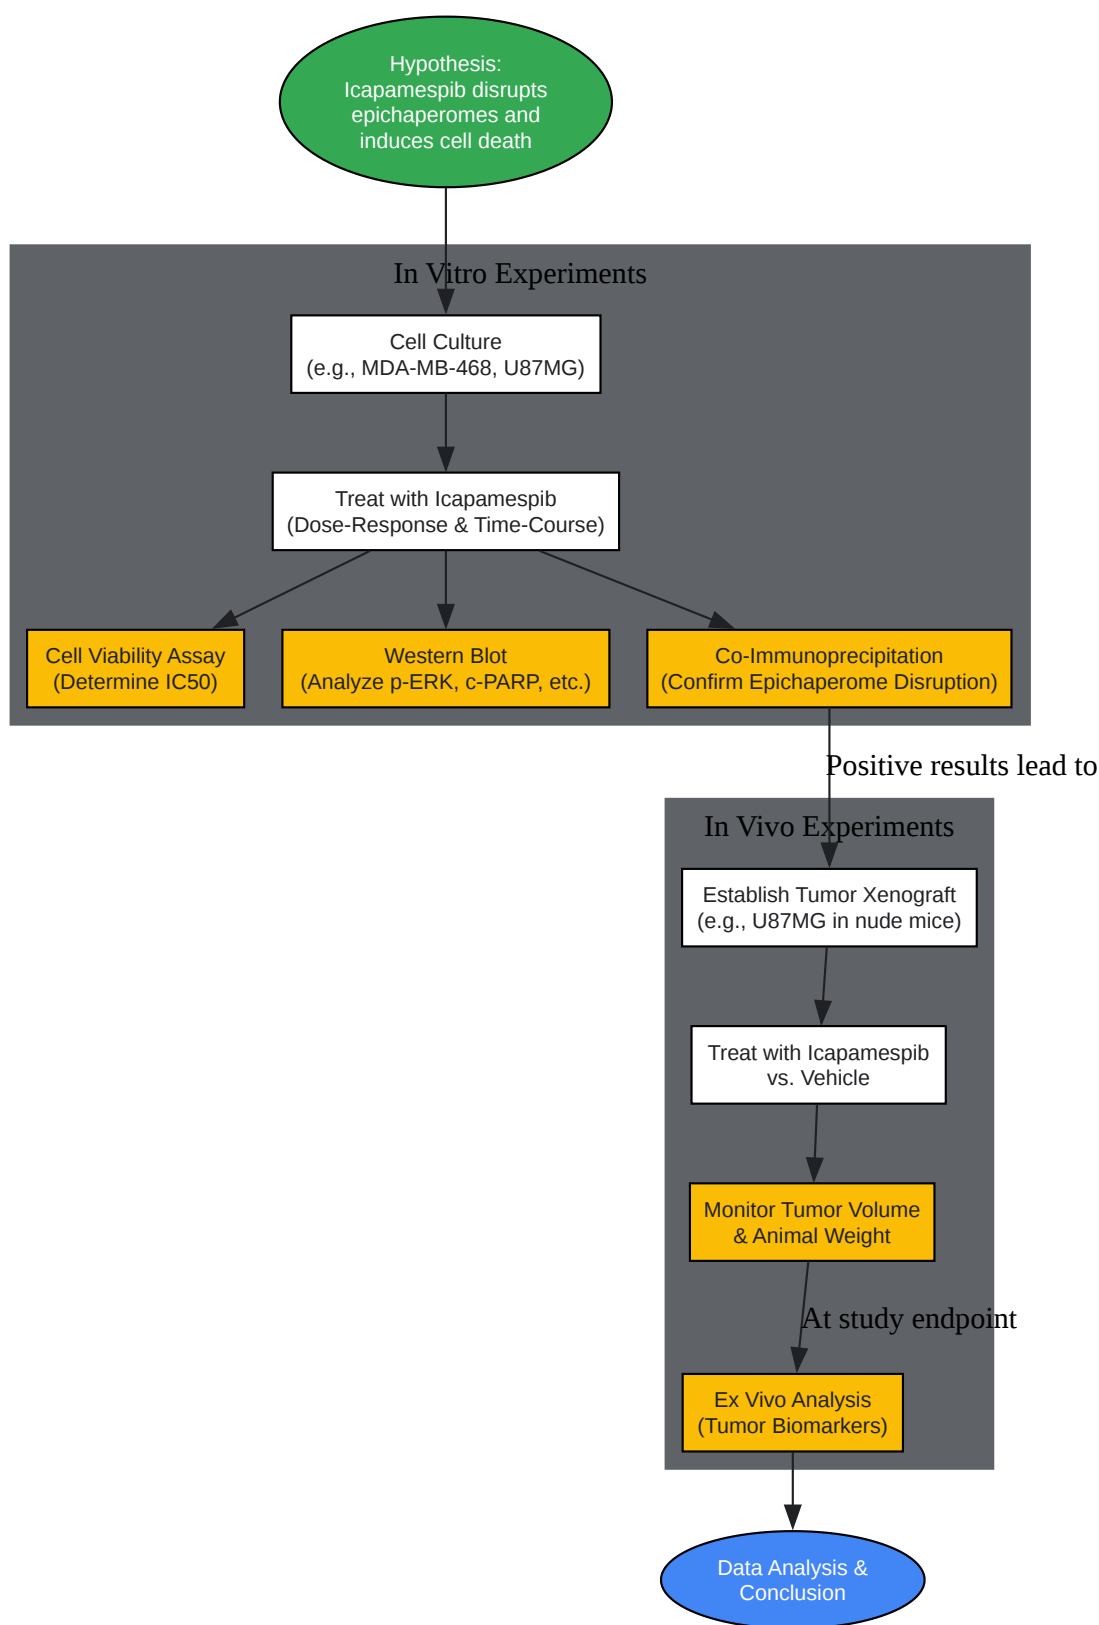 Hypothesis:
Icapamespib disrupts
epichaperomes and
induces cell death
In Vitro Experiments
Cell Culture
(e.g., MDA-MB-468, U87MG)
Treat with Icapamespib
(Dose-Response & Time-Course)
Cell Viability Assay
(Determine IC50)
Western Blot
(Analyze p-ERK, c-PARP, etc.)
Co-Immunoprecipitation
(Confirm Epichaperome Disruption)
Positive results lead to
In Vivo Experiments
Establish Tumor Xenograft
(e.g., U87MG in nude mice)
Treat with Icapamespib
vs. Vehicle
Monitor Tumor Volume
& Animal Weight
At study endpoint
Ex Vivo Analysis
(Tumor Biomarkers)
Data Analysis &
Conclusion